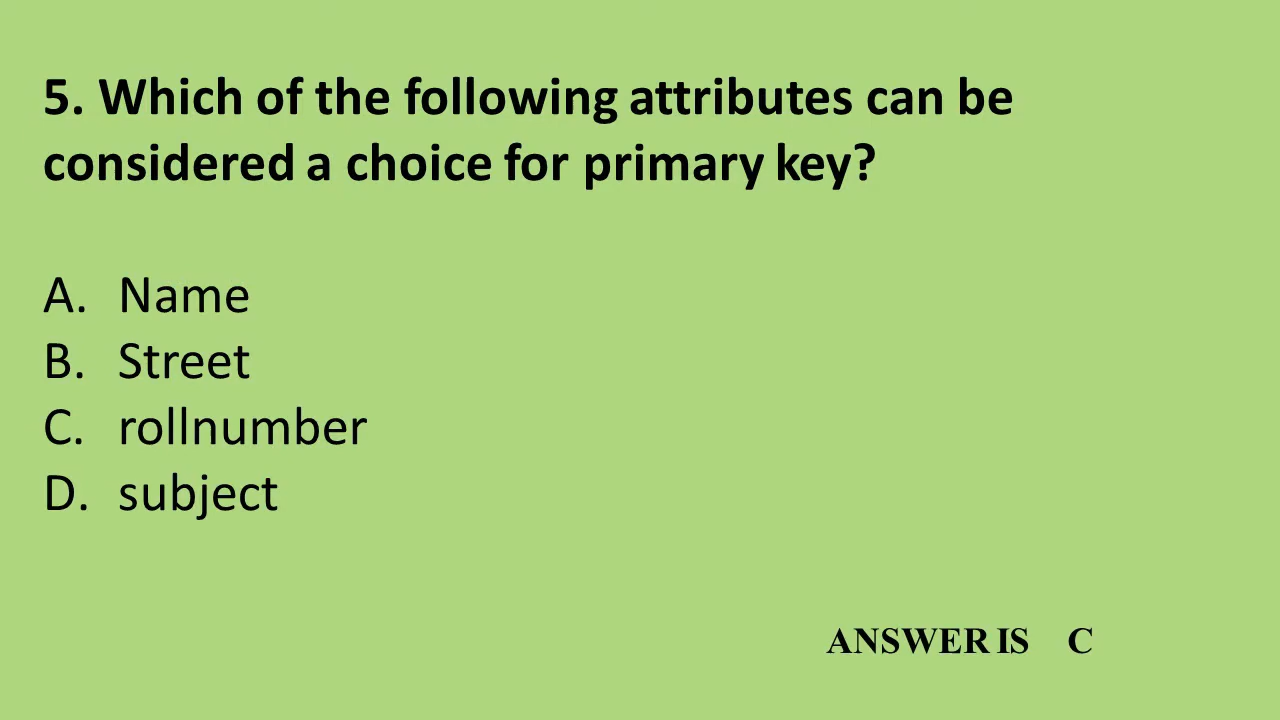 5. Which of the following attributes can be
considered a choice for primary key?
A. Name
B. Street
C. rollnumber
D. subject
ANSWER IS C